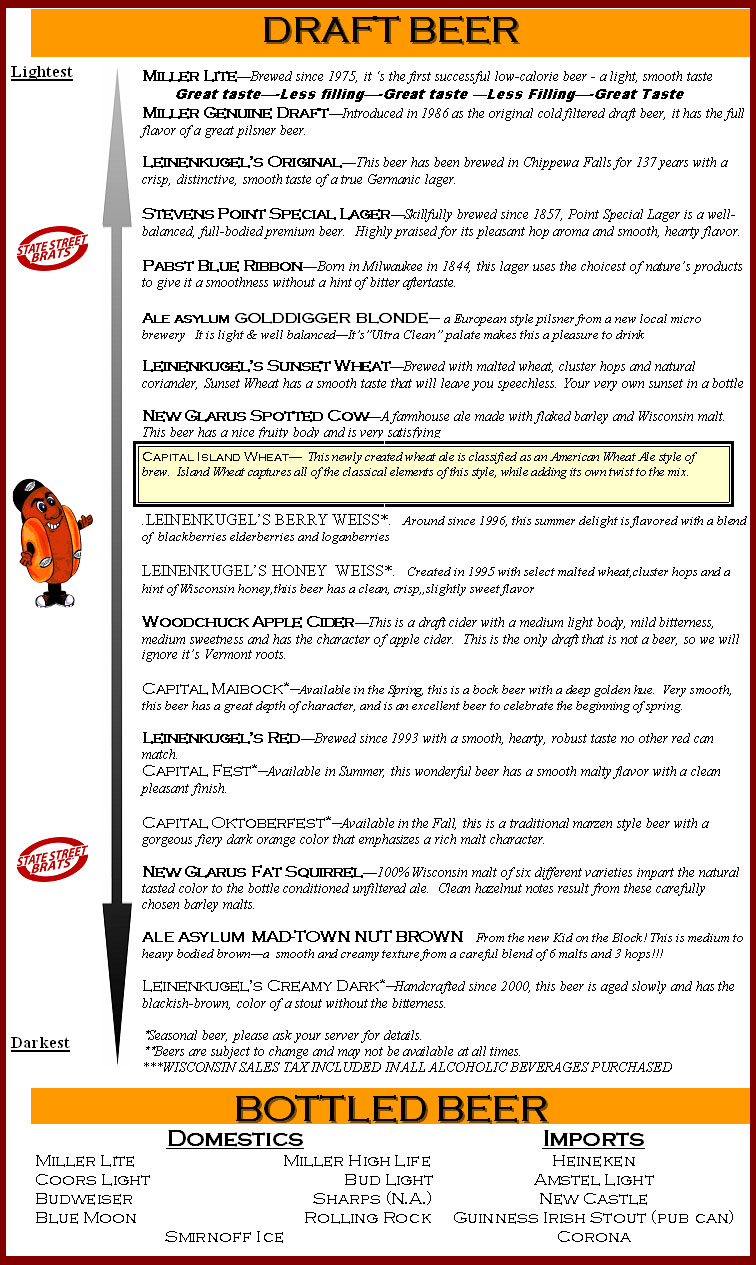 DRAFT BEER
Lightest
MILLER LITE—Brewed since 1975, it 's the first successful low-calorie beer - a light, smooth taste
Great taste—-Less filling—-Great taste —Less Filling—-Great Taste
MILLER GENUINE DRAFT—Introduced in 1986 as the original cold filtered draft beer, it has the full
flavor of a great pilsner beer.
LEINENKUGEL'S ORIGINAL—This beer has been brewed in Chippewa Falls for 137 years with a
crisp, distinctive, smooth taste of a true Germanic lager.
STEVENS POINT SPECIAL LAGER—Skillfully brewed since 1857, Point Special Lager is a well-
balanced, full-bodied premium beer. Highly praised for its pleasant hop aroma and smooth, hearty flavor.
STATE STREET
BRATS
PABST BLUE RIBBON—Born in Milwaukee in 1844, this lager uses the choicest of nature's products
to give it a smoothness without a hint of bitter aftertaste.
ALE ASYLUM GOLDDIGGER BLONDE— a European style pilsner from a new local micro
brewery It is light & well balanced—It's"Ultra Clean" palate makes this a pleasure to drink
LEINENKUGEL'S SUNSET WHEAT—Brewed with malted wheat, cluster hops and natural
coriander, Sunset Wheat has a smooth taste that will leave you speechless. Your very own sunset in a bottle
NEW GLARUS SPOTTED COW—A farmhouse ale made with flaked barley and Wisconsin malt.
This beer has a nice fruity body and is very satisfying
CAPITAL ISLAND WHEAT— This newly created wheat ale is classified as an American Wheat Ale style of
brew. Island Wheat captures all of the classical elements of this style, while adding its own twist to the mix.
.LEINENKUGEL'S BERRY WEISS*. Around since 1996, this summer delight is flavored with a blend
of blackberries elderberries and loganberries
LEINENKUGEL'S HONEY WEISS*. Created in 1995 with select malted wheat,cluster hops and a
hint of Wisconsin honey,thiis beer has a clean, crisp,,slightly sweet flavor
WOODCHUCK APPLE CIDER—This is a draft cider with a medium light body, mild bitterness,
medium sweetness and has the character of apple cider. This is the only draft that is not a beer, so we will
ignore it's Vermont roots.
CAPITAL MAIBOCK*—Available in the Spring, this is a bock beer with a deep golden hue. Very smooth,
this beer has a great depth of character, and is an excellent beer to celebrate the beginning of spring.
LEINENKUGEL'S RED—Brewed since 1993 with a smooth, hearty, robust taste no other red can
match.
CAPITAL FEST*—Available in Summer, this wonderful beer has a smooth malty flavor with a clean
pleasant finish.
CAPITAL OKTOBERFEST*—Available in the Fall, this is a traditional marzen style beer with a
gorgeous fiery dark orange color that emphasizes a rich malt character.
STATE STREET
BRATS
NEW GLARUS FAT SQUIRREL—100% Wisconsin malt of six different varieties impart the natural
tasted color to the bottle conditioned unfiltered ale. Clean hazelnut notes result from these carefully
chosen barley malts.
ALE ASYLUM MAD-TOWN NUT BROWN From the new Kid on the Block! This is medium to
heavy bodied brown—a smooth and creamy texture from a careful blend of 6 malts and 3 hops!!!
LEINENKUGEL'S CREAMY DARK*—Handcrafted since 2000, this beer is aged slowly and has the
blackish-brown, color of a stout without the bitterness.
Darkest
*Seasonal beer, please ask your server for details.
**Beers are subject to change and may not be available at all times.
***WISCONSIN SALES TAX INCLUDED IN ALL ALCOHOLIC BEVERAGES PURCHASED
BOTTLED BEER
DOMESTICS IMPORTS
MILLER LITE MILLER HIGH LIFE HEINEKEN
COORS LIGHT BUD LIGHT AMSTEL LIGHT
BUDWEISER SHARPS (N.A.) NEW CASTLE
BLUE MOON ROLLING ROCK GUINNESS IRISH STOUT (PUB CAN)
SMIRNOFF ICE CORONA